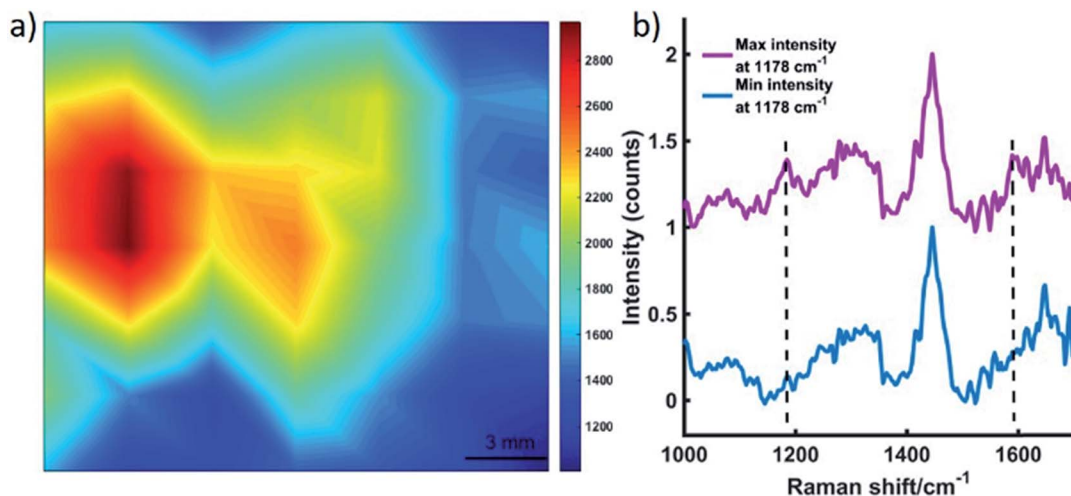 a)
2800
2600
2400
2200
2000
1800
1600
1400
1200
3 mm
b)
Max intensity
at 1178 cm-1
Min intensity
at 1178 cm-1
2
1.5
1
0.5
0
Intensity (counts)
1000 1200 1400 1600
Raman shift/cm-1